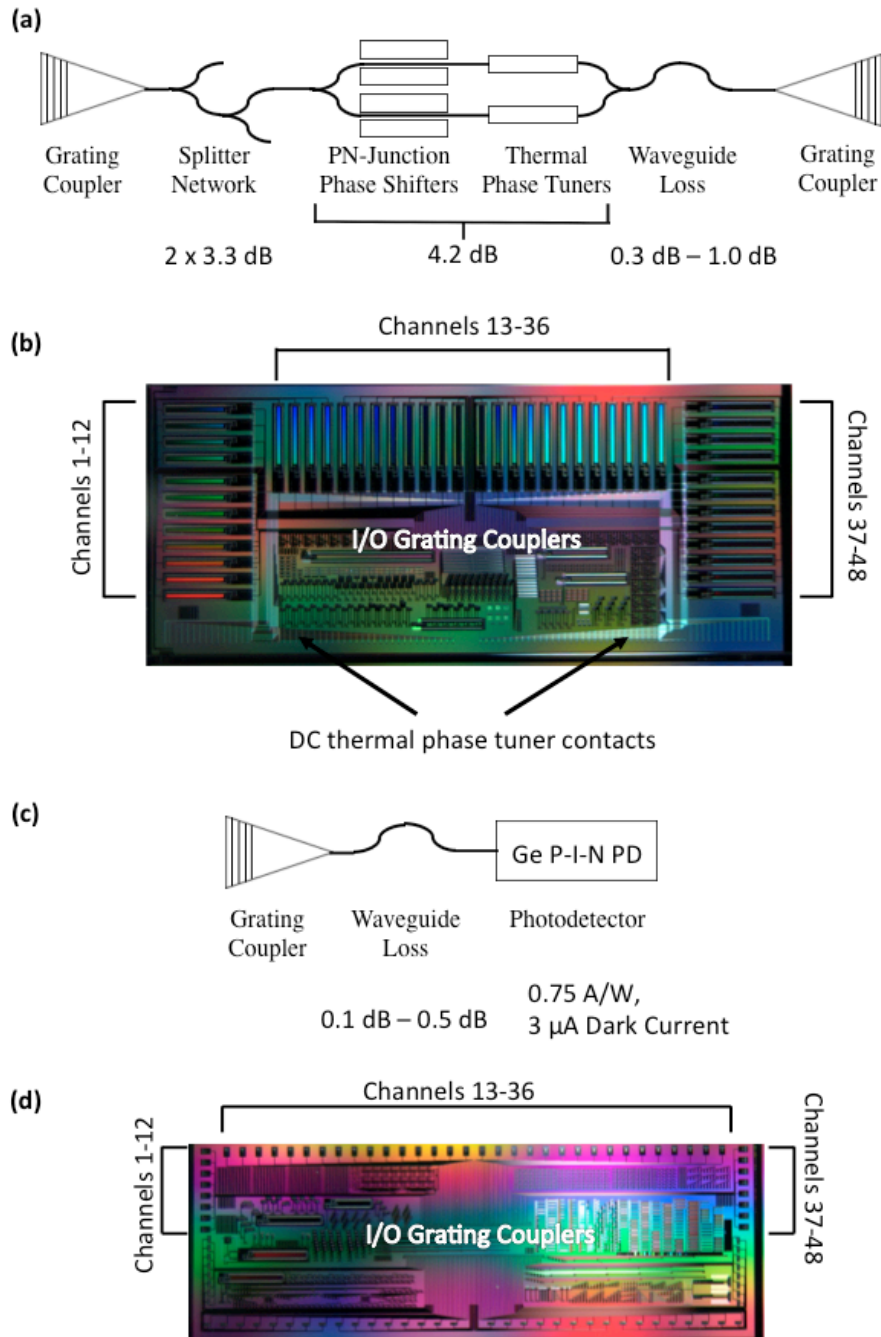 (a)
Grating
Coupler
Splitter
Network
PN-Junction
Phase Shifters
Thermal
Phase Tuners
Waveguide
Loss
Grating
Coupler
2 x 3.3 dB
4.2 dB
0.3 dB – 1.0 dB
(b)
Channels 13-36
Channels 1-12
Channels 37-48
I/O Grating Couplers
DC thermal phase tuner contacts
(c)
Ge P-I-N PD
Grating
Coupler
Waveguide
Loss
Photodetector
0.1 dB – 0.5 dB
0.75 A/W,
3 µA Dark Current
(d)
Channels 13-36
Channels 1-12
Channels 37-48
I/O Grating Couplers